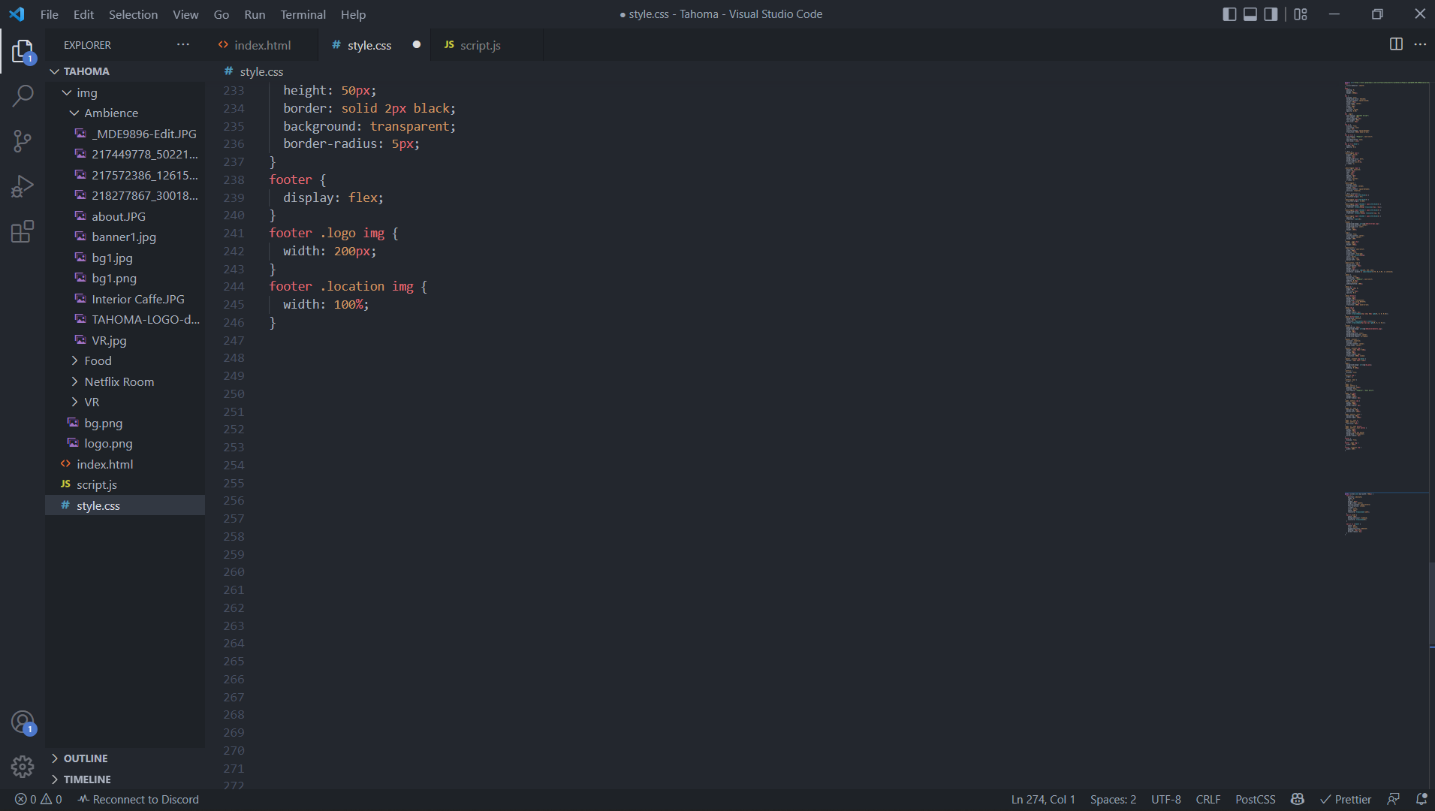 File Edit Selection View Go Run Terminal Help
● style.css - Tahoma - Visual Studio Code
EXPLORER ···
index.html
# style.css ●
JS script.js
TAHOMA
# style.css
img
Ambience
_MDE9896-Edit.JPG
217449778_50221...
217572386_12615...
218277867_30018...
about.JPG
banner1.jpg
bg1.jpg
bg1.png
Interior Caffe.JPG
TAHOMA-LOGO-d...
VR.jpg
Food
Netflix Room
VR
bg.png
logo.png
index.html
JS script.js
# style.css
OUTLINE
TIMELINE
1
1
233 height: 50px;
234 border: solid 2px black;
235 background: transparent;
236 border-radius: 5px;
237 }
238 footer {
239 display: flex;
240 }
241 footer .logo img {
242 width: 200px;
243 }
244 footer .location img {
245 width: 100%;
246 }
247
248
249
250
251
252
253
254
255
256
257
258
259
260
261
262
263
264
265
266
267
268
269
270
271
272
0 0 Reconnect to Discord
Ln 274, Col 1 Spaces: 2 UTF-8 CRLF PostCSS Prettier